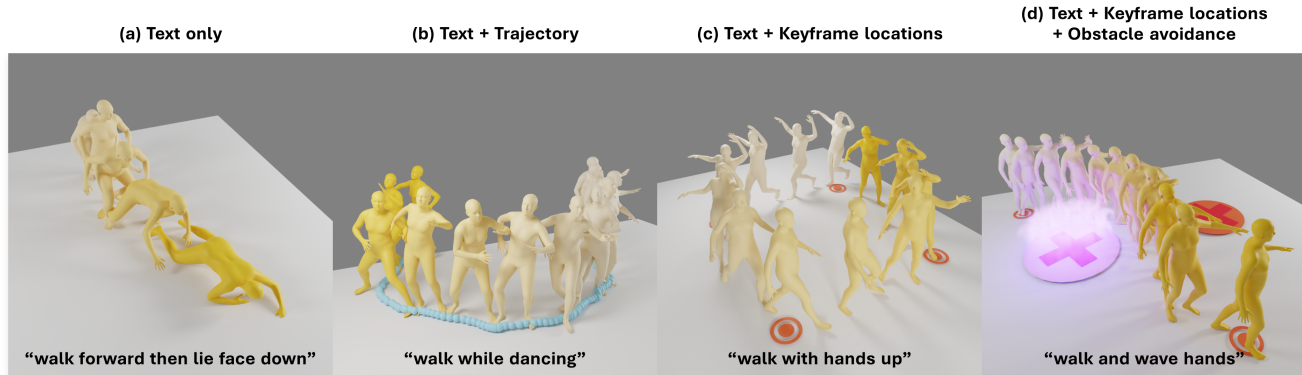 (a) Text only
(b) Text + Trajectory
(c) Text + Keyframe locations
(d) Text + Keyframe locations
+ Obstacle avoidance
“walk forward then lie face down”
“walk while dancing”
“walk with hands up”
“walk and wave hands”